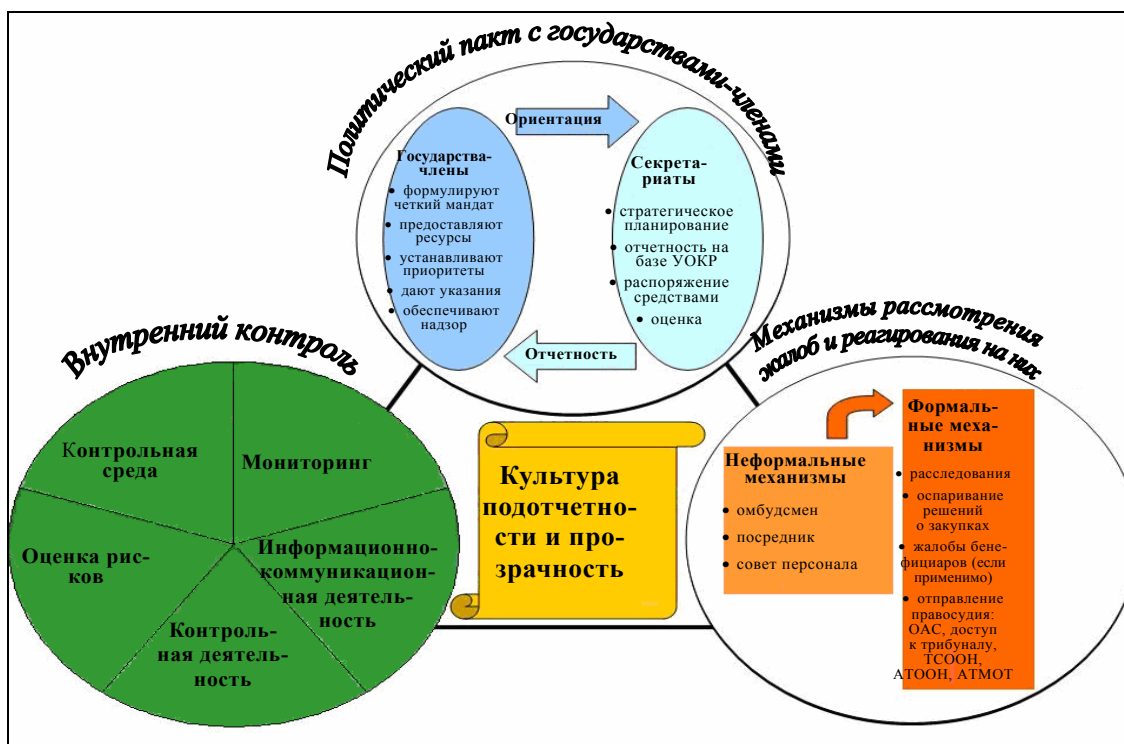 Политический пакт с государствами-членами
Ориентация
Государства-
члены
• формулируют
четкий мандат
• предоставляют
ресурсы
• устанавливают
приоритеты
• дают указания
• обеспечивают
надзор
Секрета-
риаты
• стратегическое
планирование
• отчетность на
базе УОКР
• распоряжение
средствами
• оценка
Отчетность
Внутренний контроль
Контрольная
среда
Мониторинг
Оценка рис-
ков
Информационно-
коммуникацион-
ная деятель-
ность
Контроль-
ная деятель-
ность
Культура
подотчетно-
сти и про-
зрачность
Механизмы рассмотрения
жалоб и реагирования на них
Неформальные
механизмы
• омбудсмен
• посредник
• совет персонала
Формаль-
ные меха-
низмы
• расследования
• оспаривание
решений
о закупках
• жалобы бене-
фициаров (если
применимо)
• отправление
правосудия:
ОАС, доступ
к трибуналу,
ТСООН,
АТООН, АТМОТ